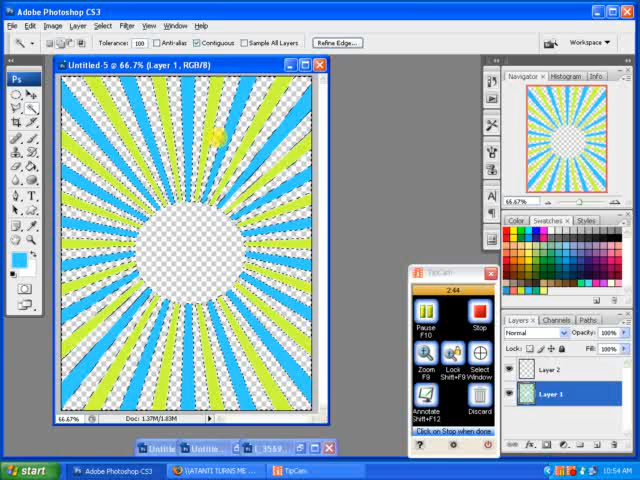 Adobe Photoshop CS3
File Edit Image Layer Select Filter View Window Help
Tolerance: 100 Anti-alias Contiguous Sample All Layers Refine Edge... Workspace
Untitled-5 @ 66.7% (Layer 1, RGB/8)
Ps
Navigator Histogram Info
66.67%
Color Swatches Styles
TipCam
2:44
Pause
F10
Stop
Zoom
F9
Lock
Shift+F9
Select
Window
Annotate
Shift+F12
Discard
Click on Stop when done
Layers Channels Paths
Normal Opacity: 100%
Lock: Fill: 100%
Layer 2
Layer 1
66.67% Doc: 1.37M/1.83M
start Adobe Photoshop CS3 \\ATANTI TURNS ME ... TipCam 10:54 AM